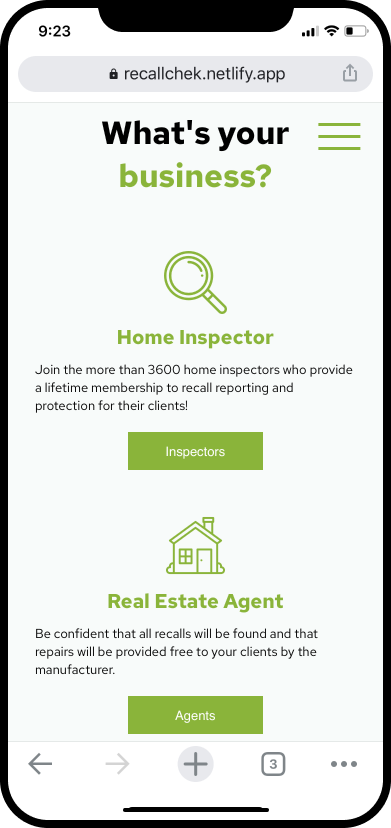 9:23
recallchek.netlify.app
What's your
business?
Home Inspector
Join the more than 3600 home inspectors who provide
a lifetime membership to recall reporting and
protection for their clients!
Inspectors
Real Estate Agent
Be confident that all recalls will be found and that
repairs will be provided free to your clients by the
manufacturer.
Agents
3